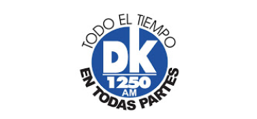 TODO EL TIEMPO
DK
1250
AM
EN TODAS PARTES